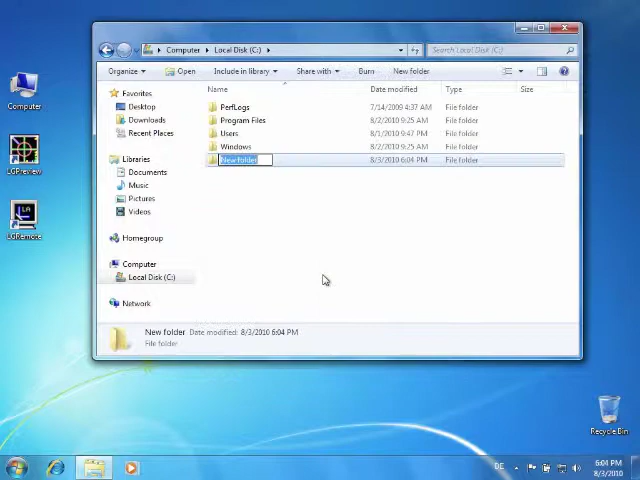 Computer
Local Disk (C:)
Search Local Disk (C:)
Organize
Open
Include in library
Share with
Burn
New folder
Name
Date modified
Type
Size
Favorites
Desktop
Downloads
Recent Places
Libraries
Documents
Music
Pictures
Videos
Homegroup
Computer
Local Disk (C:)
Network
PerfLogs 7/14/2009 4:37 AM File folder
Program Files 8/2/2010 9:25 AM File folder
Users 8/1/2010 9:47 PM File folder
Windows 8/2/2010 9:25 AM File folder
New folder 8/3/2010 6:04 PM File folder
New folder Date modified: 8/3/2010 6:04 PM
File folder
Computer
LGPreview
LA
LGRemote
Recycle Bin
DE
6:04 PM
8/3/2010